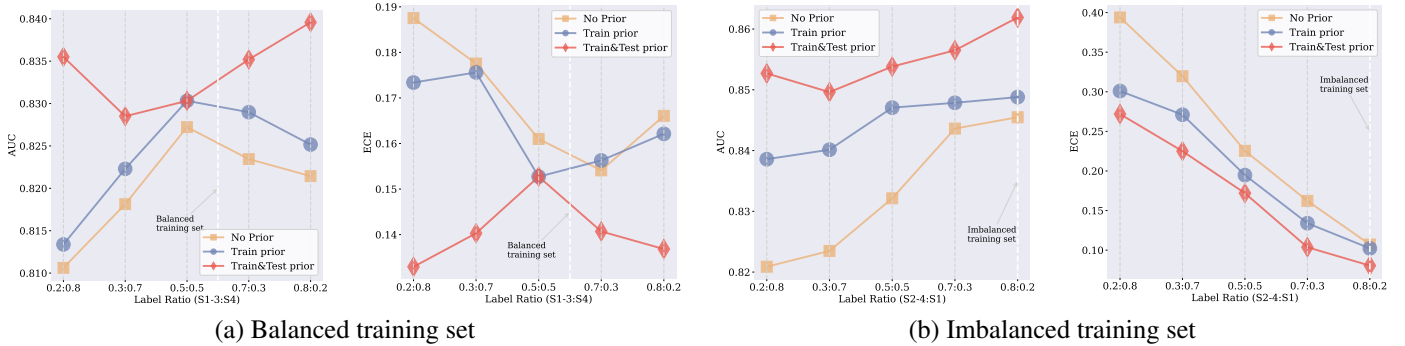 0.840
0.835
0.830
0.825
0.820
0.815
0.810
AUC
Balanced
training set
No Prior
Train prior
Train&Test prior
0.2:0.8
0.3:0.7
0.5:0.5
0.7:0.3
0.8:0.2
Label Ratio (S1-3:S4)
0.19
0.18
0.17
0.16
0.15
0.14
ECE
No Prior
Train prior
Train&Test prior
Balanced
training set
0.2:0.8
0.3:0.7
0.5:0.5
0.7:0.3
0.8:0.2
Label Ratio (S1-3:S4)
(a) Balanced training set
0.86
0.85
0.84
0.83
0.82
AUC
No Prior
Train prior
Train&Test prior
Imbalanced
training set
0.2:0.8
0.3:0.7
0.5:0.5
0.7:0.3
0.8:0.2
Label Ratio (S2-4:S1)
0.40
0.35
0.30
0.25
0.20
0.15
0.10
ECE
No Prior
Train prior
Train&Test prior
Imbalanced
training set
0.2:0.8
0.3:0.7
0.5:0.5
0.7:0.3
0.8:0.2
Label Ratio (S2-4:S1)
(b) Imbalanced training set